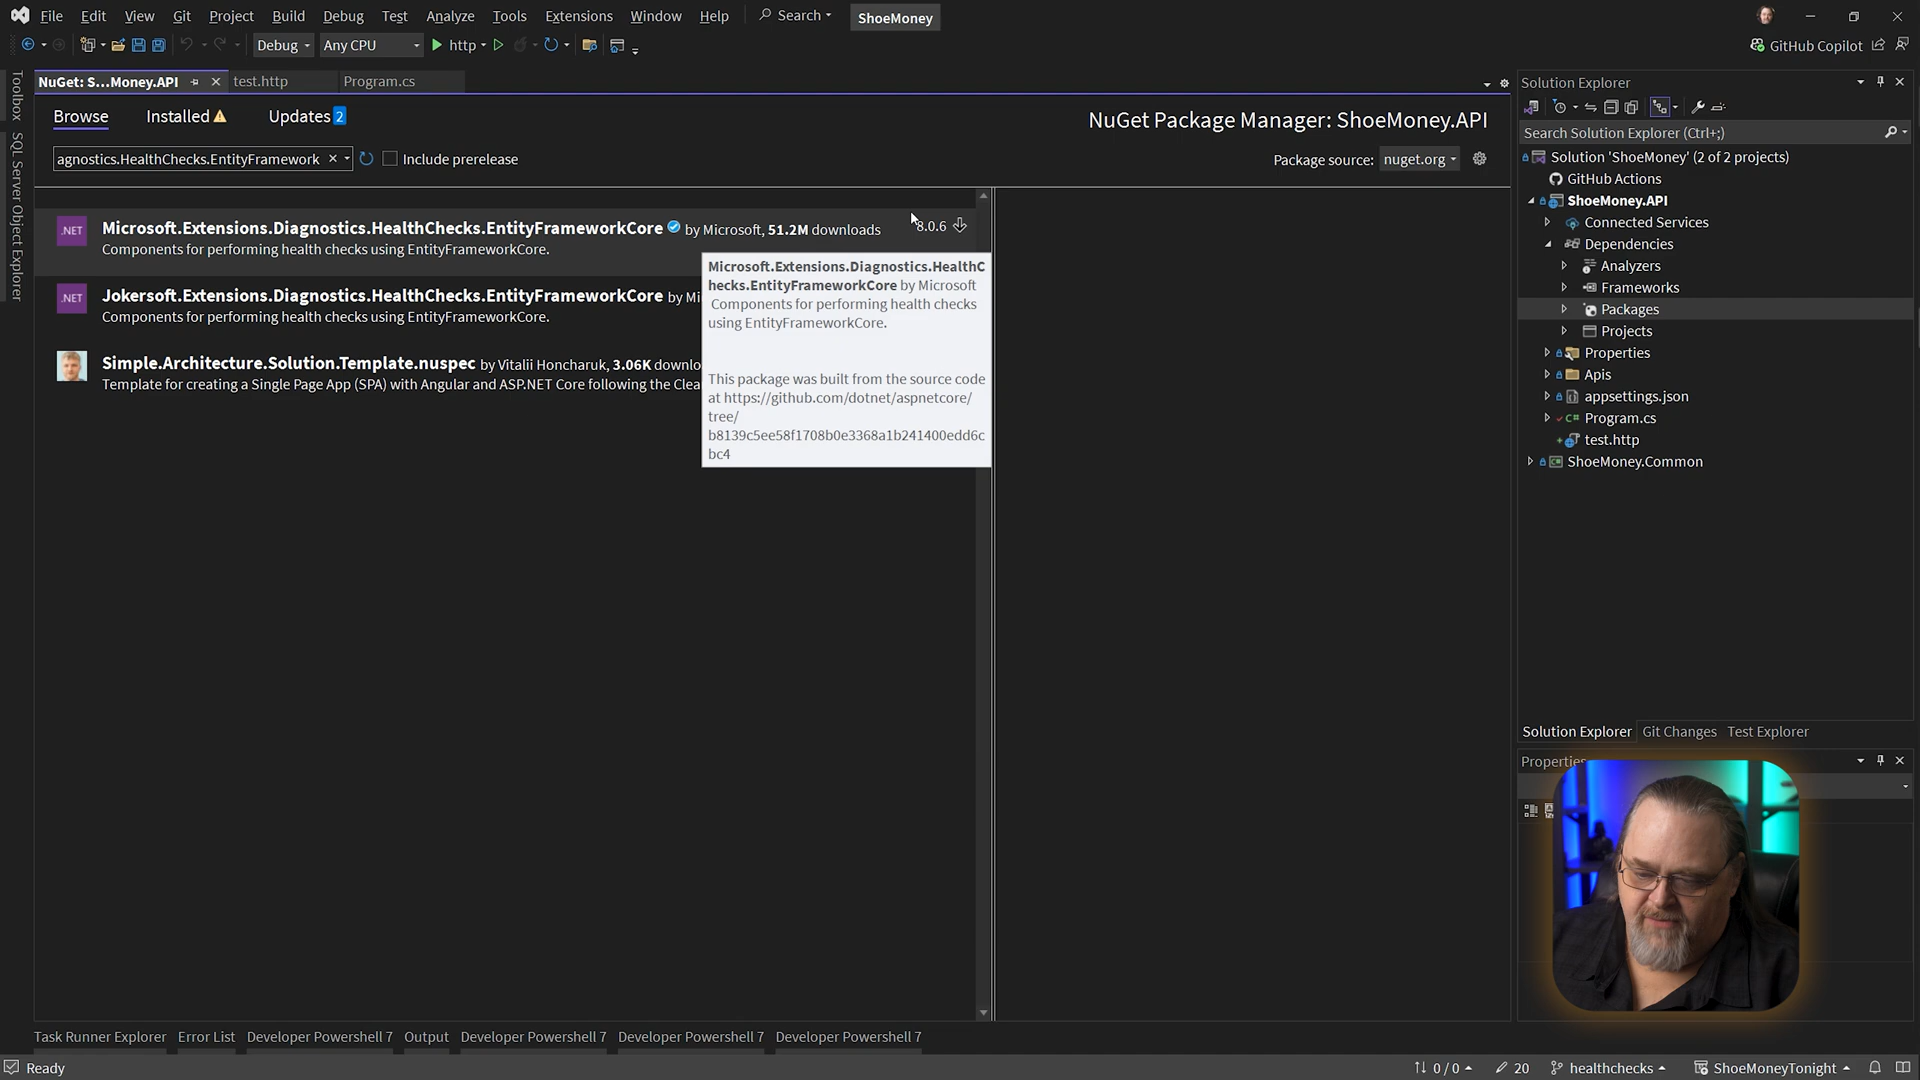 File Edit View Git Project Build Debug Test Analyze Tools Extensions Window Help Search ShoeMoney
Debug Any CPU http GitHub Copilot
NuGet: S...Money.API test.http Program.cs
Browse Installed Updates 2
NuGet Package Manager: ShoeMoney.API
agnostics.HealthChecks.EntityFramework Include prerelease
Package source: nuget.org
Toolbox
SQL Server Object Explorer
Microsoft.Extensions.Diagnostics.HealthChecks.EntityFrameworkCore by Microsoft, 51.2M downloads 8.0.6
Components for performing health checks using EntityFrameworkCore.
Jokersoft.Extensions.Diagnostics.HealthChecks.EntityFrameworkCore by Mi
Components for performing health checks using EntityFrameworkCore.
Simple.Architecture.Solution.Template.nuspec by Vitalii Honcharuk, 3.06K downlo
Template for creating a Single Page App (SPA) with Angular and ASP.NET Core following the Clea
.NET
.NET
Microsoft.Extensions.Diagnostics.HealthC
hecks.EntityFrameworkCore by Microsoft
Components for performing health checks
using EntityFrameworkCore.
This package was built from the source code
at https://github.com/dotnet/aspnetcore/
tree/
b8139c5ee58f1708b0e3368a1b241400edd6c
bc4
Solution Explorer
Search Solution Explorer (Ctrl+;)
Solution 'ShoeMoney' (2 of 2 projects)
GitHub Actions
ShoeMoney.API
Connected Services
Dependencies
Analyzers
Frameworks
Packages
Projects
Properties
Apis
appsettings.json
C# Program.cs
test.http
ShoeMoney.Common
Solution Explorer Git Changes Test Explorer
Properties
Task Runner Explorer Error List Developer Powershell 7 Output Developer Powershell 7 Developer Powershell 7 Developer Powershell 7
Ready 0 / 0 20 healthchecks ShoeMoneyTonight